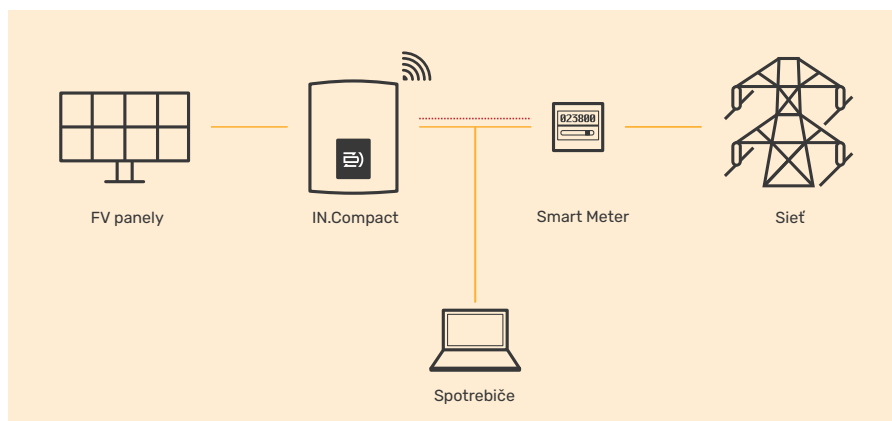 023800
FV panely
IN.Compact
Smart Meter
Sieť
Spotrebiče